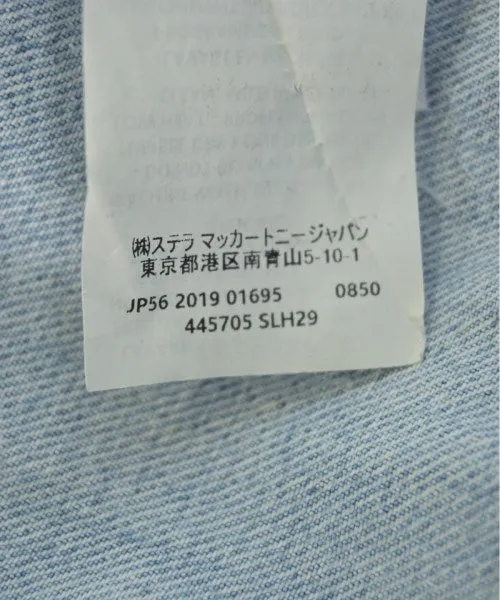 ㈱ステラ マッカートニージャパン
東京都港区南青山5-10-1
JP56 2019 01695 0850
445705 SLH29